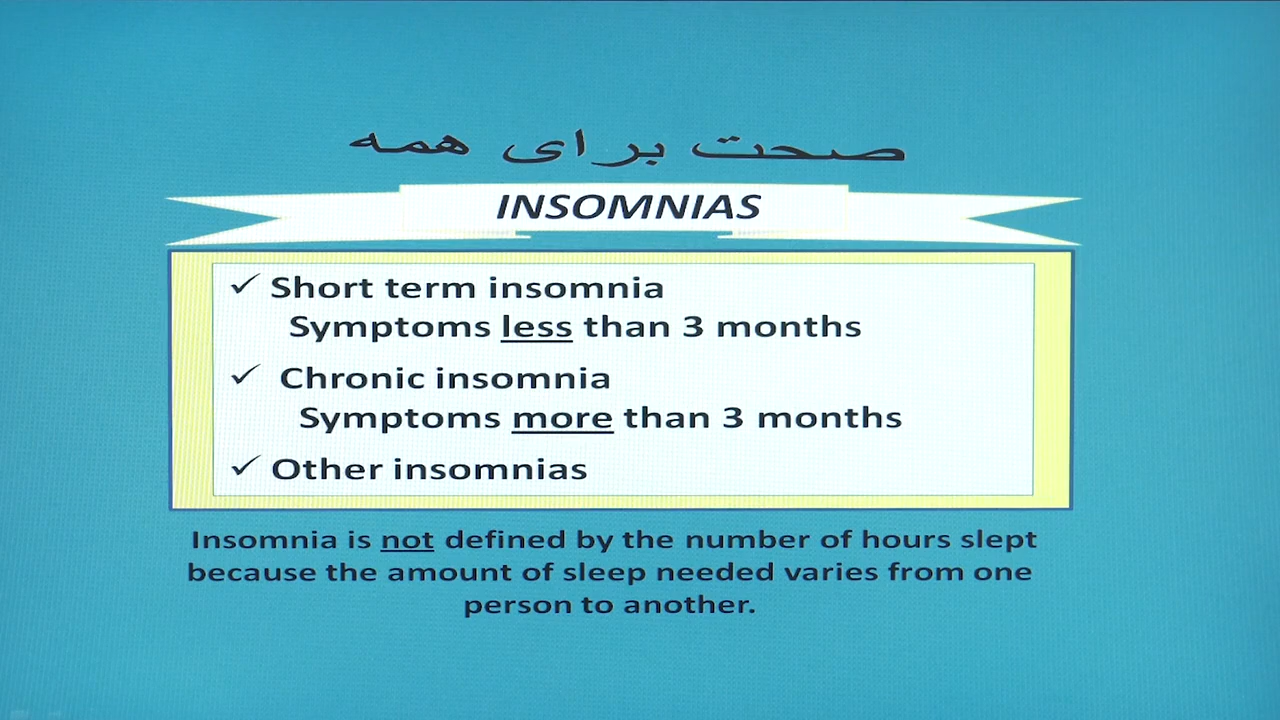 صحت برای همه
INSOMNIAS
✓ Short term insomnia
Symptoms less than 3 months
✓ Chronic insomnia
Symptoms more than 3 months
✓ Other insomnias
Insomnia is not defined by the number of hours slept
because the amount of sleep needed varies from one
person to another.